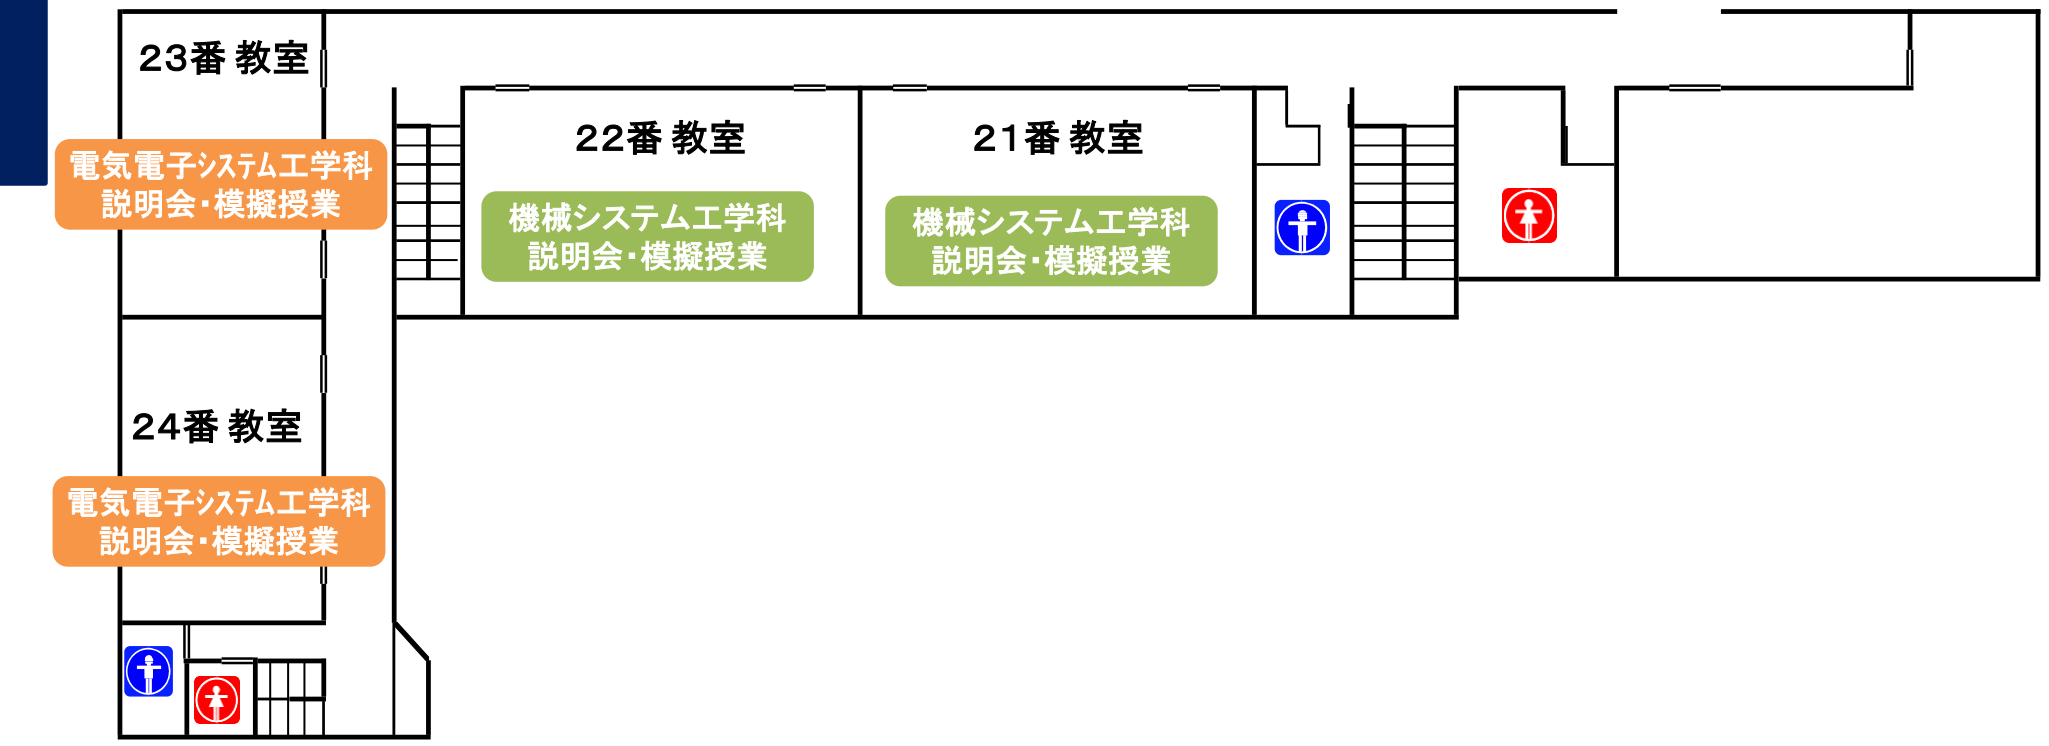 23番 教室
電気電子システム工学科
説明会・模擬授業
22番 教室
機械システム工学科
説明会・模擬授業
21番 教室
機械システム工学科
説明会・模擬授業
24番 教室
電気電子システム工学科
説明会・模擬授業